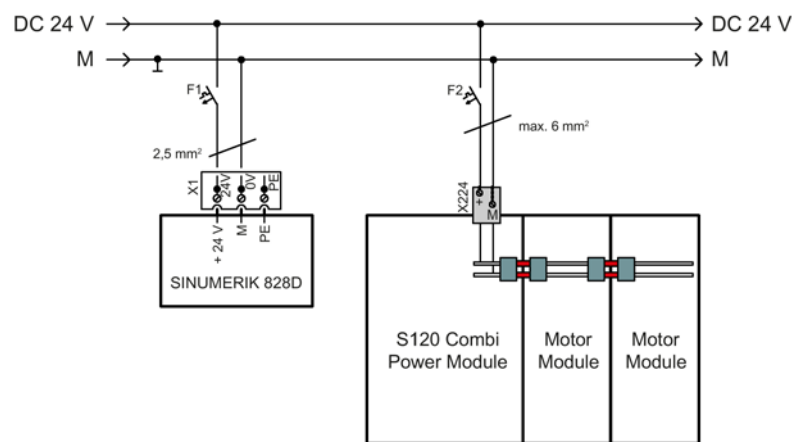 DC 24 V
DC 24 V
M
M
F1
F2
2,5 mm²
max. 6 mm²
X1
24V
0V
PE
X224
+
M
+ 24 V
M
PE
SINUMERIK 828D
S120 Combi
Power Module
Motor
Module
Motor
Module